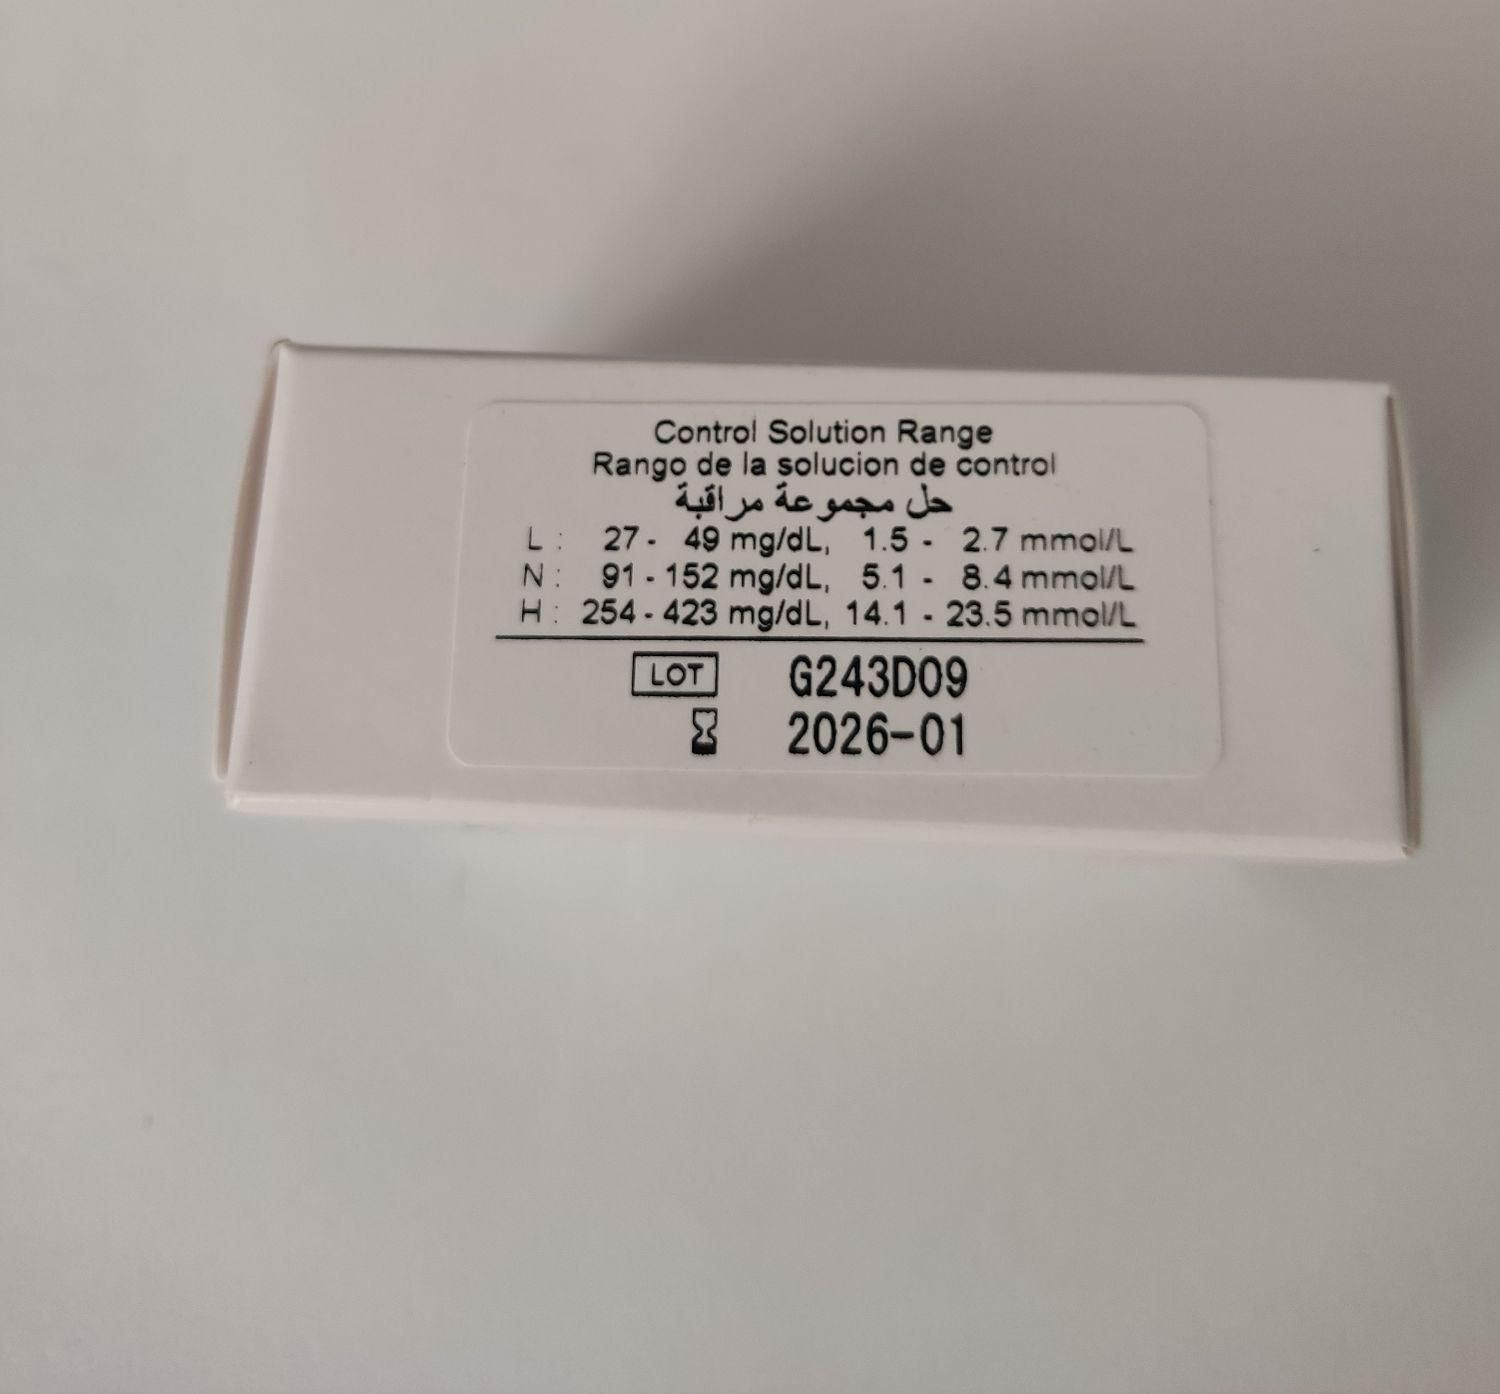 Control Solution Range
Rango de la solucion de control
حل مجموعة مراقبة
L : 27 - 49 mg/dL, 1.5 - 2.7 mmol/L
N : 91 - 152 mg/dL, 5.1 - 8.4 mmol/L
H : 254 - 423 mg/dL, 14.1 - 23.5 mmol/L
LOT G243D09
2026-01